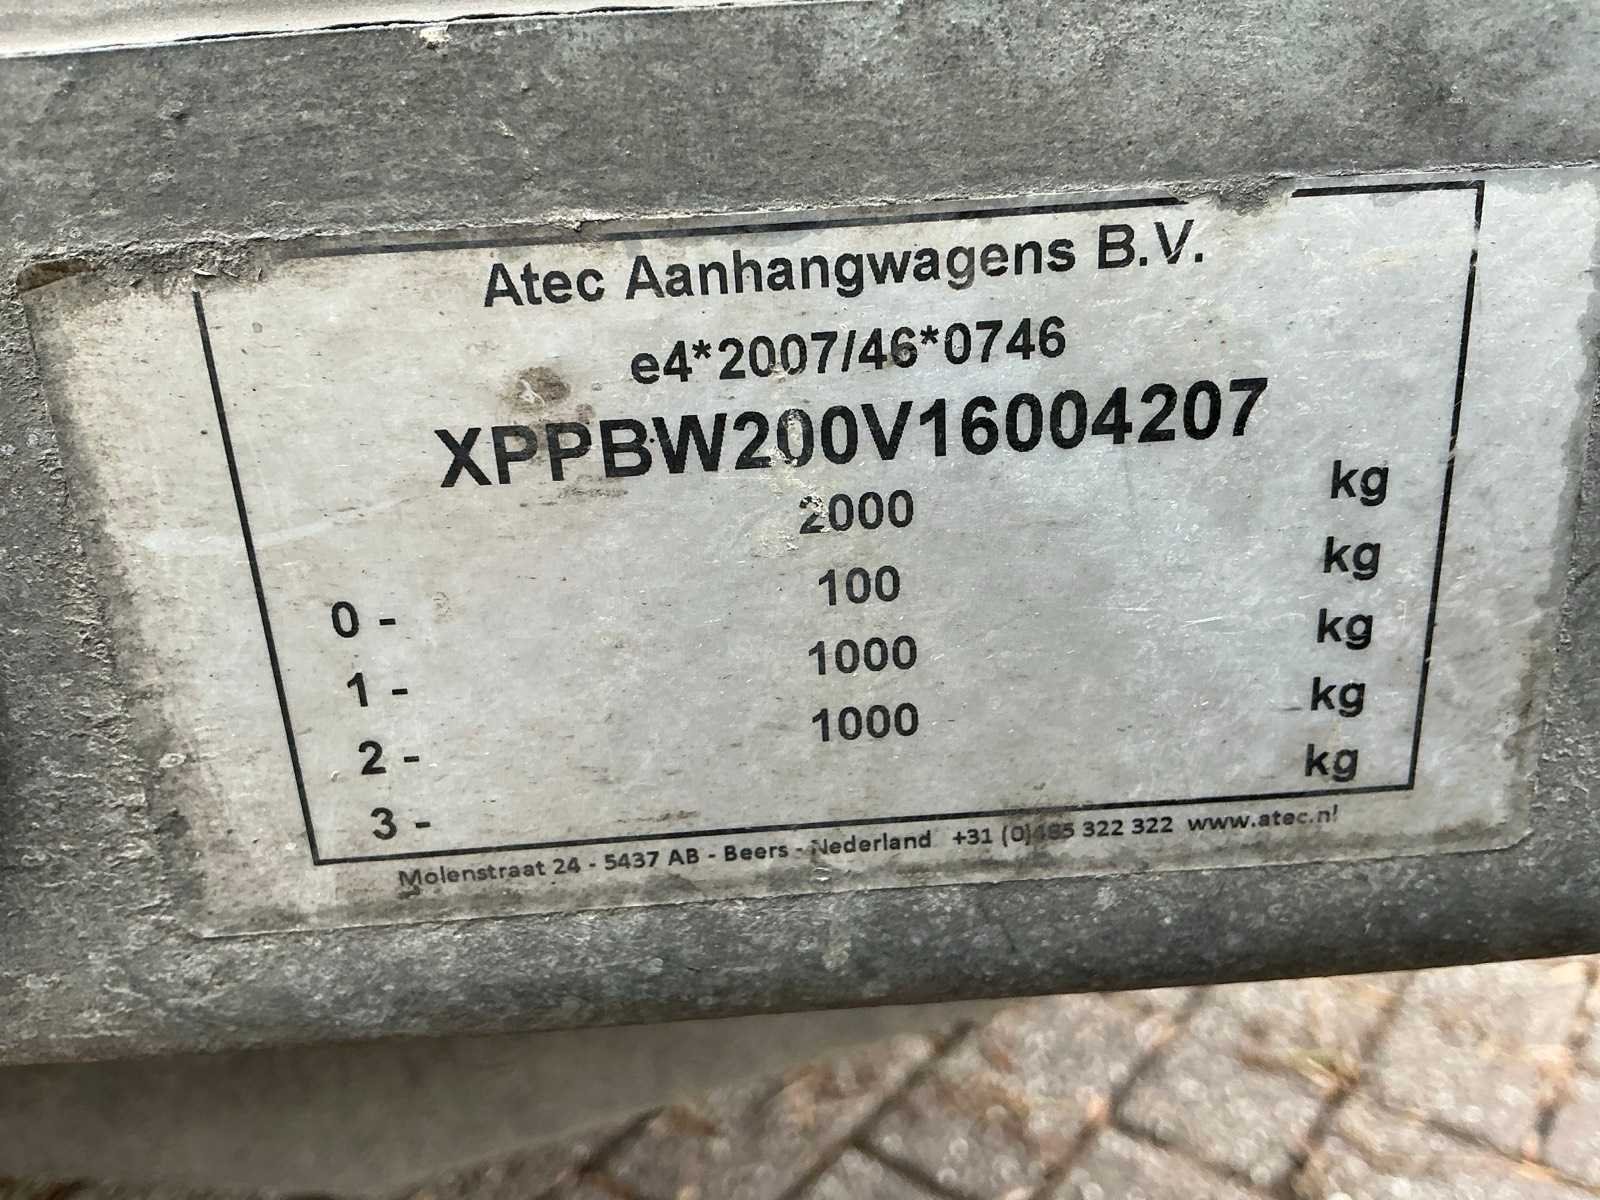 Atec Aanhangwagens B.V.
e4*2007/46*0746
XPPBW200V16004207
2000 kg
0 - 100 kg
1 - 1000 kg
2 - 1000 kg
3 - kg
Molenstraat 24 - 5437 AB - Beers - Nederland +31 (0)485 322 322 www.atec.nl